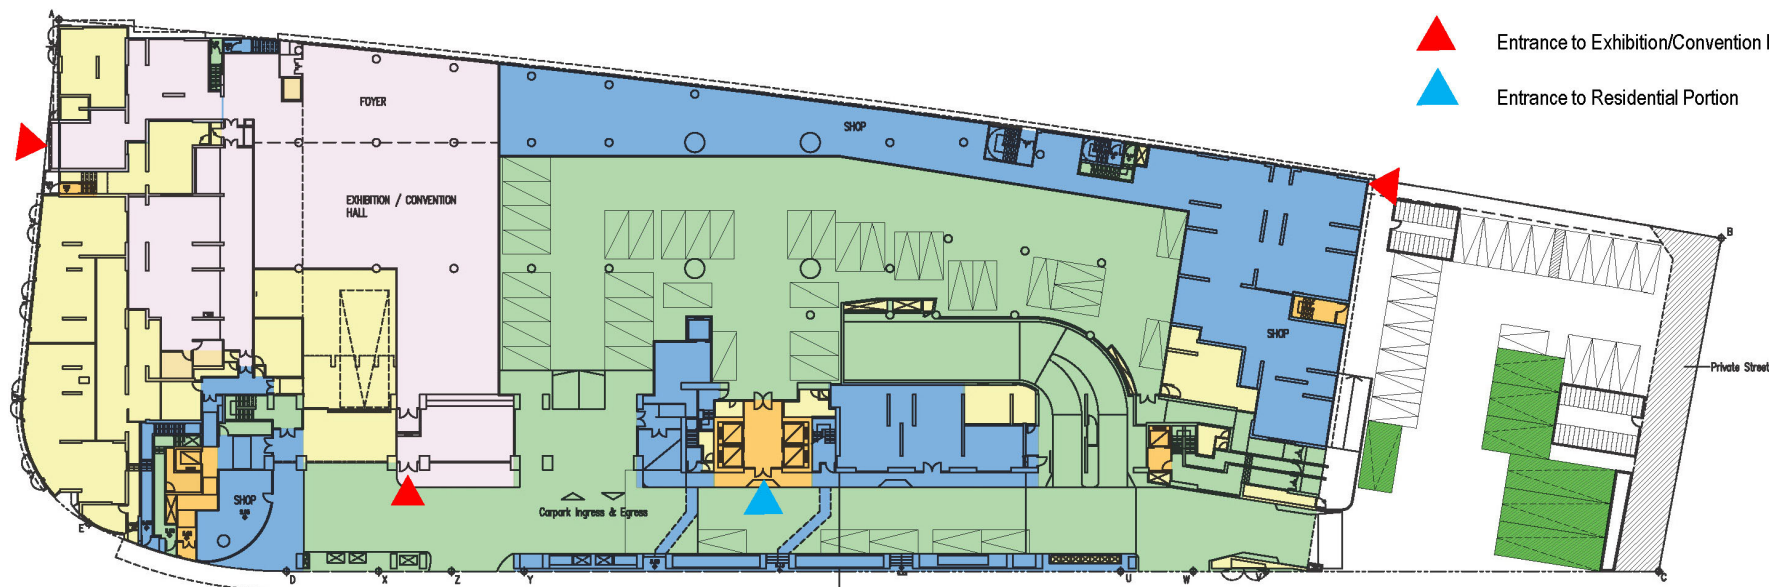 A
Entrance to Exhibition/Convention
FOYER
Entrance to Residential Portion
SHOP
EXHIBITION / CONVENTION
HALL
B
SHOP
Private Street
SHOP
Carpark Ingress & Egress
E
D
X
Z
Y
U
W
V
C